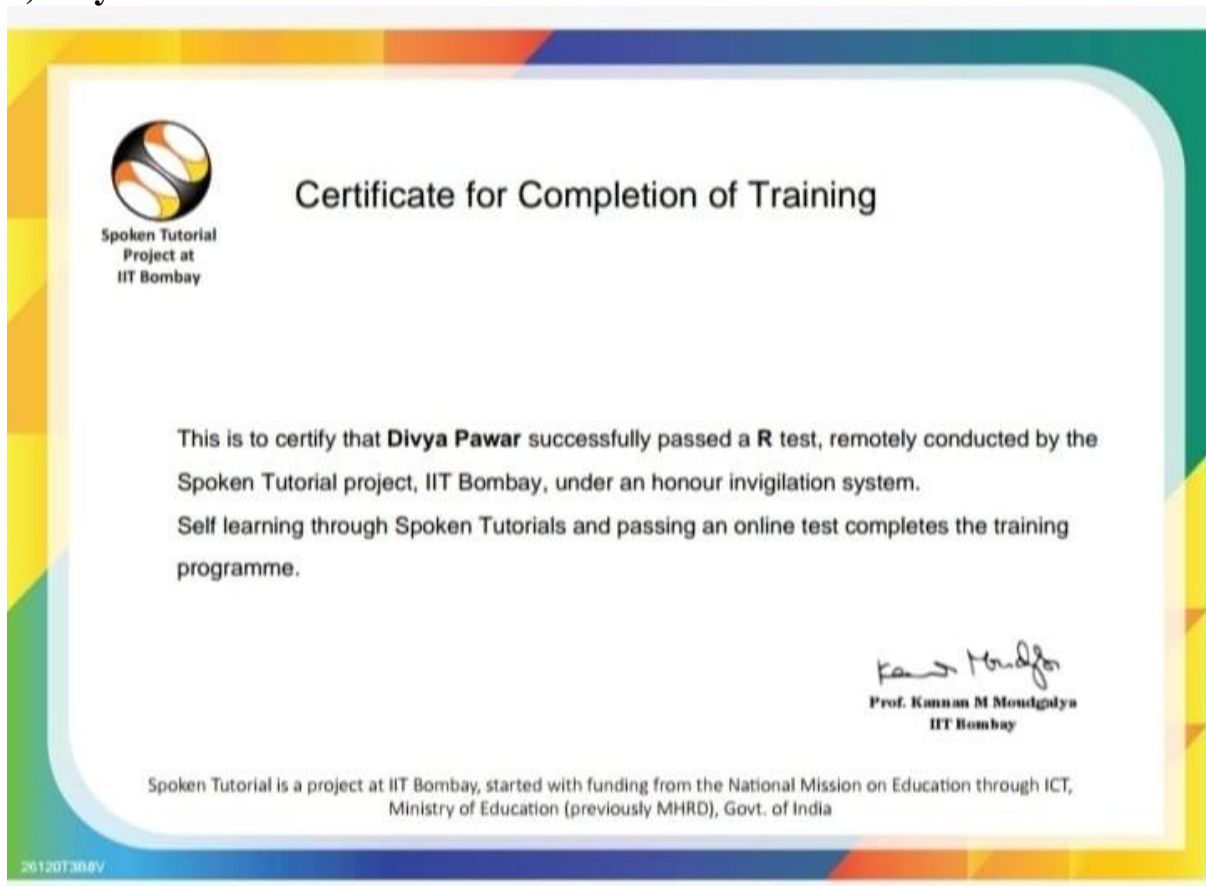 Spoken Tutorial
Project at
IIT Bombay
Certificate for Completion of Training
This is to certify that Divya Pawar successfully passed a R test, remotely conducted by the
Spoken Tutorial project, IIT Bombay, under an honour invigilation system.
Self learning through Spoken Tutorials and passing an online test completes the training
programme.
Prof. Kannan M Moudgalya
IIT Bombay
Spoken Tutorial is a project at IIT Bombay, started with funding from the National Mission on Education through ICT,
Ministry of Education (previously MHRD), Govt. of India
26120T3B8V